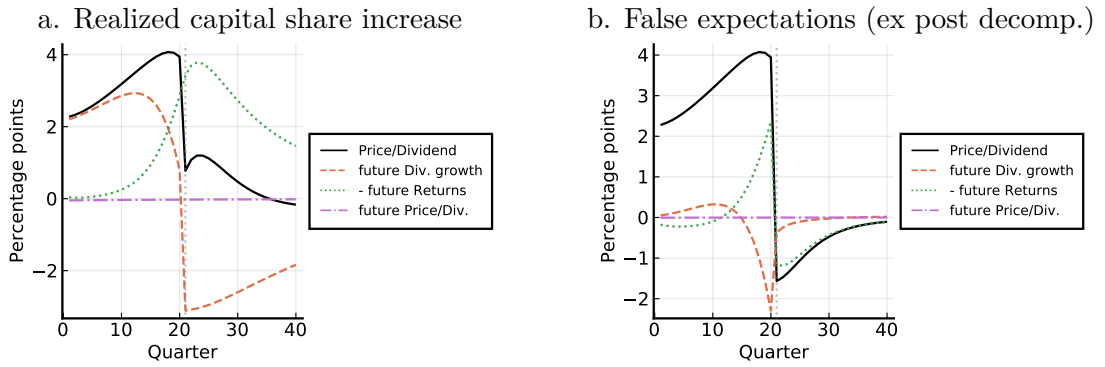 a. Realized capital share increase
Percentage points
4
2
0
−2
0 10 20 30 40
Quarter
Price/Dividend
future Div. growth
- future Returns
future Price/Div.
b. False expectations (ex post decomp.)
Percentage points
4
3
2
1
0
−1
−2
0 10 20 30 40
Quarter
Price/Dividend
future Div. growth
- future Returns
future Price/Div.